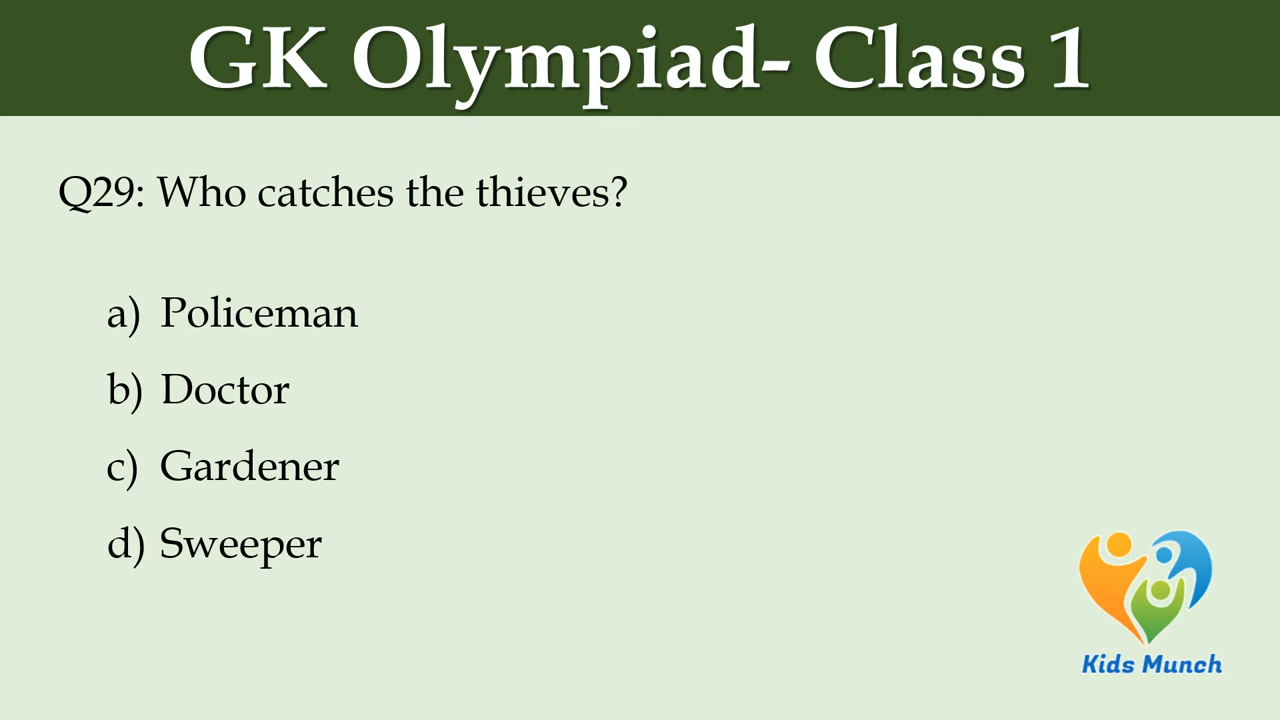 GK Olympiad- Class 1
Q29: Who catches the thieves?
a) Policeman
b) Doctor
c) Gardener
d) Sweeper
Kids Munch